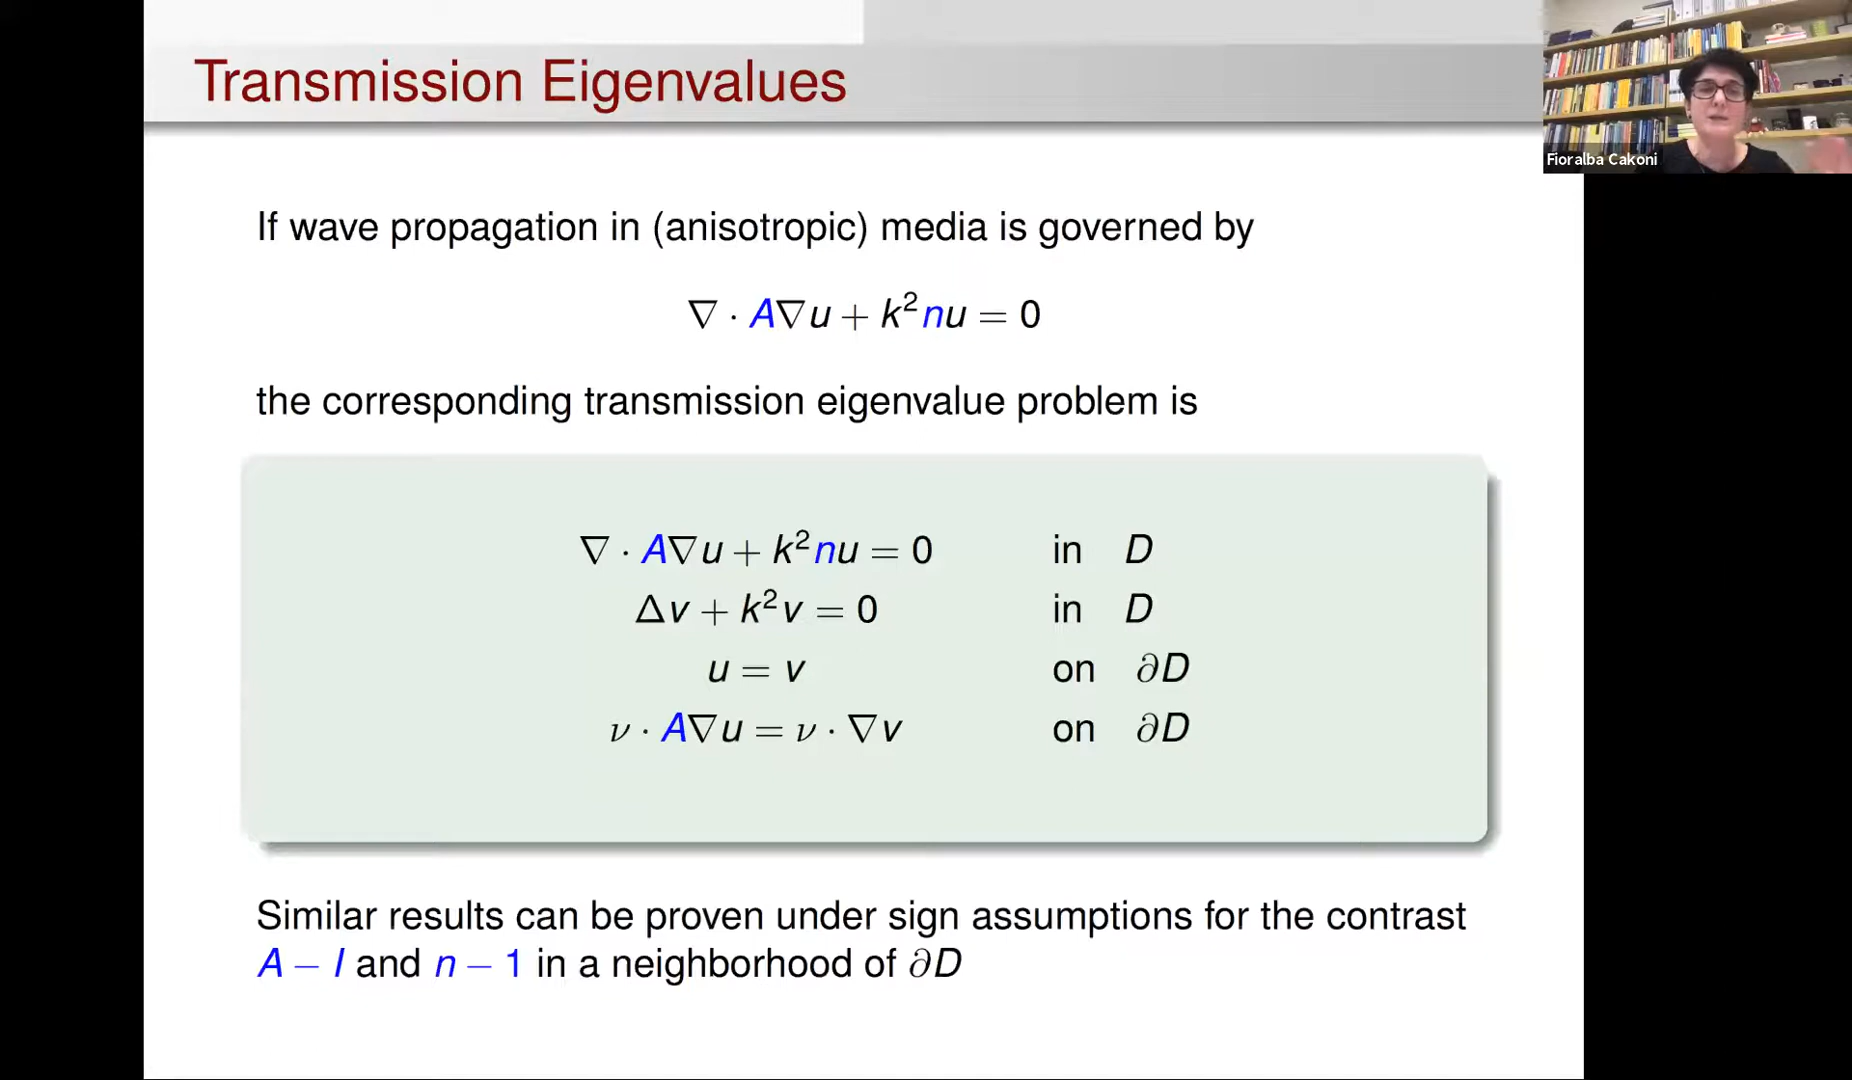 Transmission Eigenvalues
Fioralba Cakoni
If wave propagation in (anisotropic) media is governed by
∇ · A∇u + k²nu = 0
the corresponding transmission eigenvalue problem is
∇ · A∇u + k²nu = 0 in D
Δv + k²v = 0 in D
u = v on ∂D
ν · A∇u = ν · ∇v on ∂D
Similar results can be proven under sign assumptions for the contrast
A − I and n − 1 in a neighborhood of ∂D